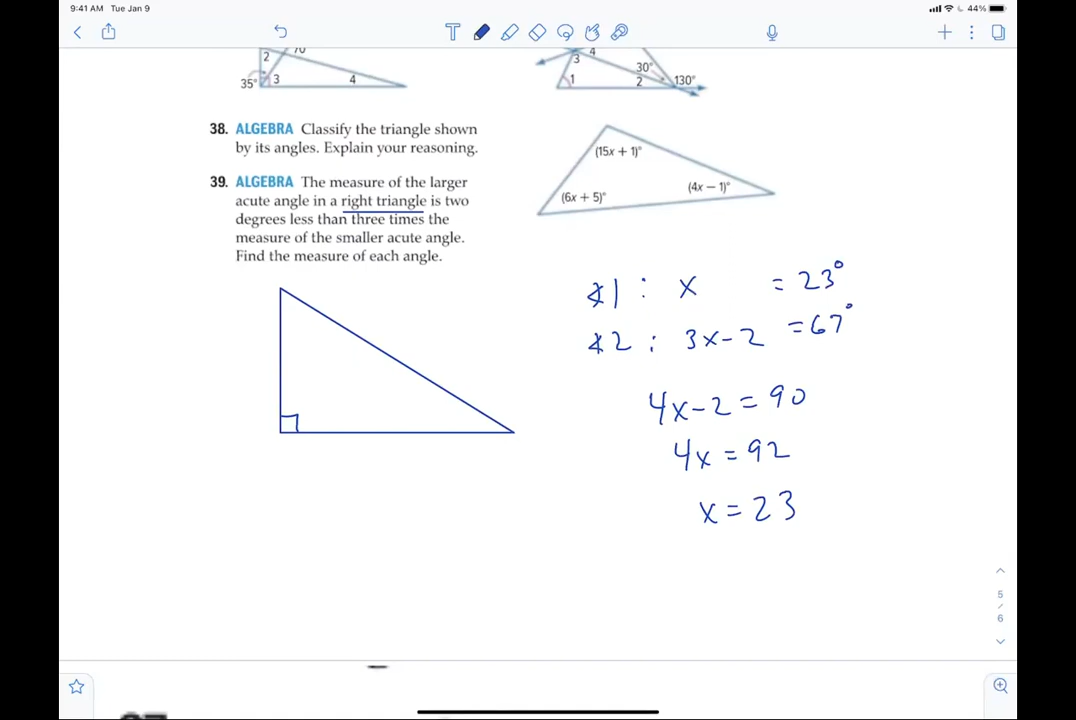 9:41 AM Tue Jan 9
44%
T
2
70
35°
3
4
4
3
30°
1
2
130°
38. ALGEBRA Classify the triangle shown
by its angles. Explain your reasoning.
(15x + 1)°
(6x + 5)°
(4x − 1)°
39. ALGEBRA The measure of the larger
acute angle in a right triangle is two
degrees less than three times the
measure of the smaller acute angle.
Find the measure of each angle.
∡1 : x = 23°
∡2 : 3x-2 = 67°
4x-2 = 90
4x = 92
x = 23
5
/
6